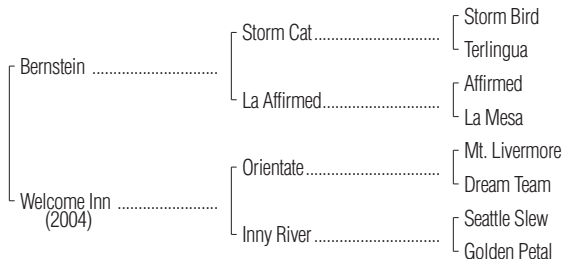 Storm Bird
Storm Cat
Terlingua
Bernstein
Affirmed
La Affirmed
La Mesa
Mt. Livermore
Orientate
Dream Team
Welcome Inn
(2004)
Seattle Slew
Inny River
Golden Petal